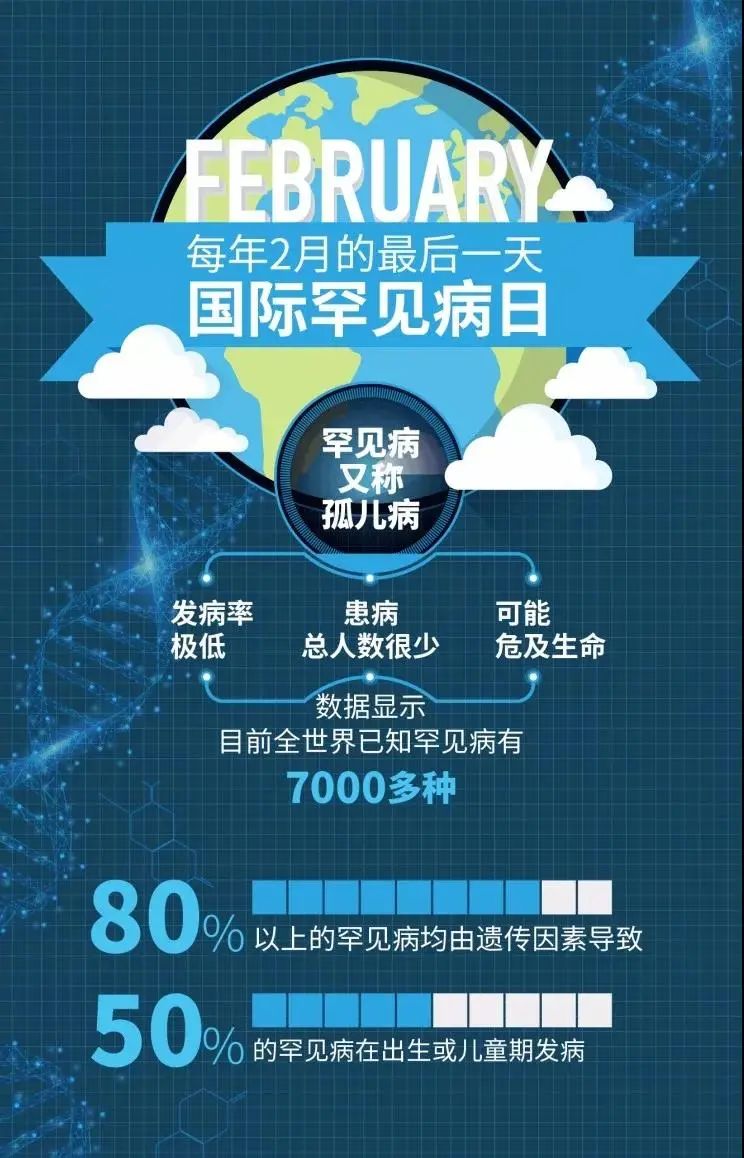 FEBRUARY
每年2月的最后一天
国际罕见病日
罕见病
又称
孤儿病
发病率
极低
患病
总人数很少
可能
危及生命
数据显示
目前全世界已知罕见病有
7000多种
80%
以上的罕见病均由遗传因素导致
50%
的罕见病在出生或儿童期发病